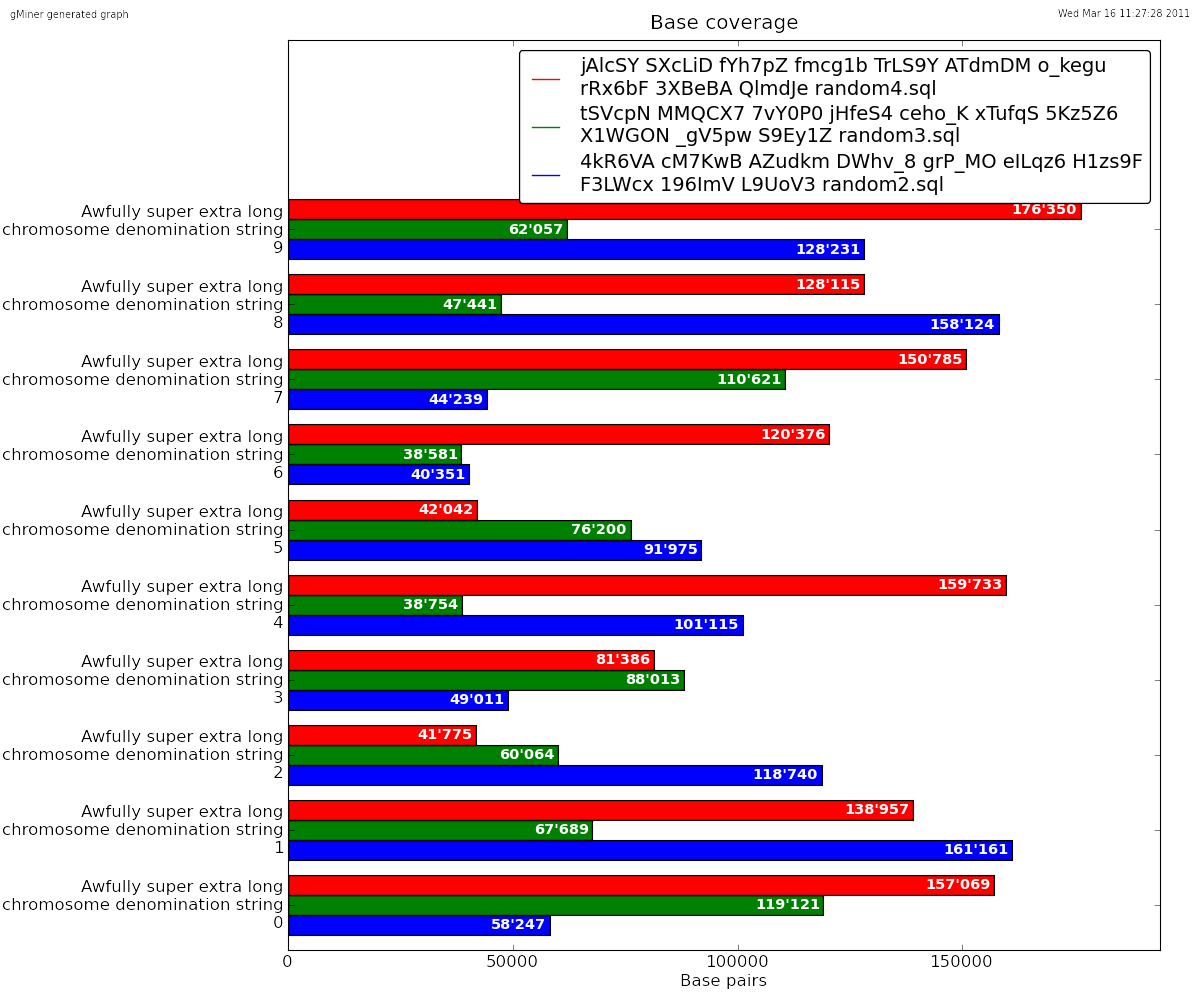 gMiner generated graph
Wed Mar 16 11:27:28 2011
Base coverage
jAlcSY SXcLiD fYh7pZ fmcg1b TrLS9Y ATdmDM o_kegu
rRx6bF 3XBeBA QlmdJe random4.sql
tSVcpN MMQCX7 7vY0P0 jHfeS4 ceho_K xTufqS 5Kz5Z6
X1WGON _gV5pw S9Ey1Z random3.sql
4kR6VA cM7KwB AZudkm DWhv_8 grP_MO eILqz6 H1zs9F
F3LWcx 196ImV L9UoV3 random2.sql
Awfully super extra long
chromosome denomination string
9
176'350
62'057
128'231
Awfully super extra long
chromosome denomination string
8
128'115
47'441
158'124
Awfully super extra long
chromosome denomination string
7
150'785
110'621
44'239
Awfully super extra long
chromosome denomination string
6
120'376
38'581
40'351
Awfully super extra long
chromosome denomination string
5
42'042
76'200
91'975
Awfully super extra long
chromosome denomination string
4
159'733
38'754
101'115
Awfully super extra long
chromosome denomination string
3
81'386
88'013
49'011
Awfully super extra long
chromosome denomination string
2
41'775
60'064
118'740
Awfully super extra long
chromosome denomination string
1
138'957
67'689
161'161
Awfully super extra long
chromosome denomination string
0
157'069
119'121
58'247
0 50000 100000 150000
Base pairs